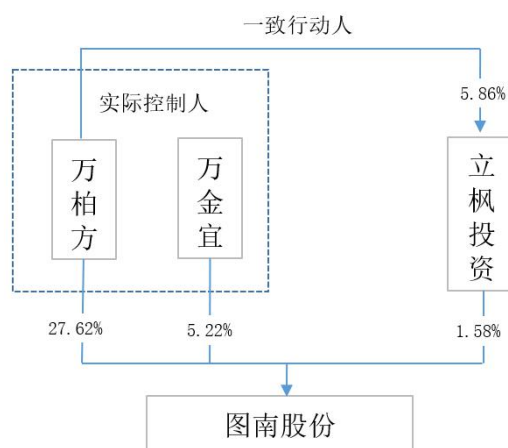 一致行动人
5.86%
实际控制人
万柏方
万金宜
立枫投资
27.62%
5.22%
1.58%
图南股份